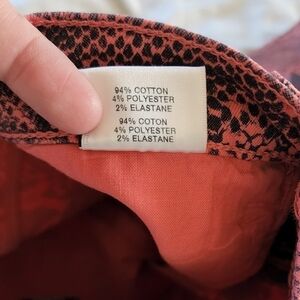 94% COTTON
4% POLYESTER
2% ELASTANE
94% COTON
4% POLYESTER
2% ELASTANE